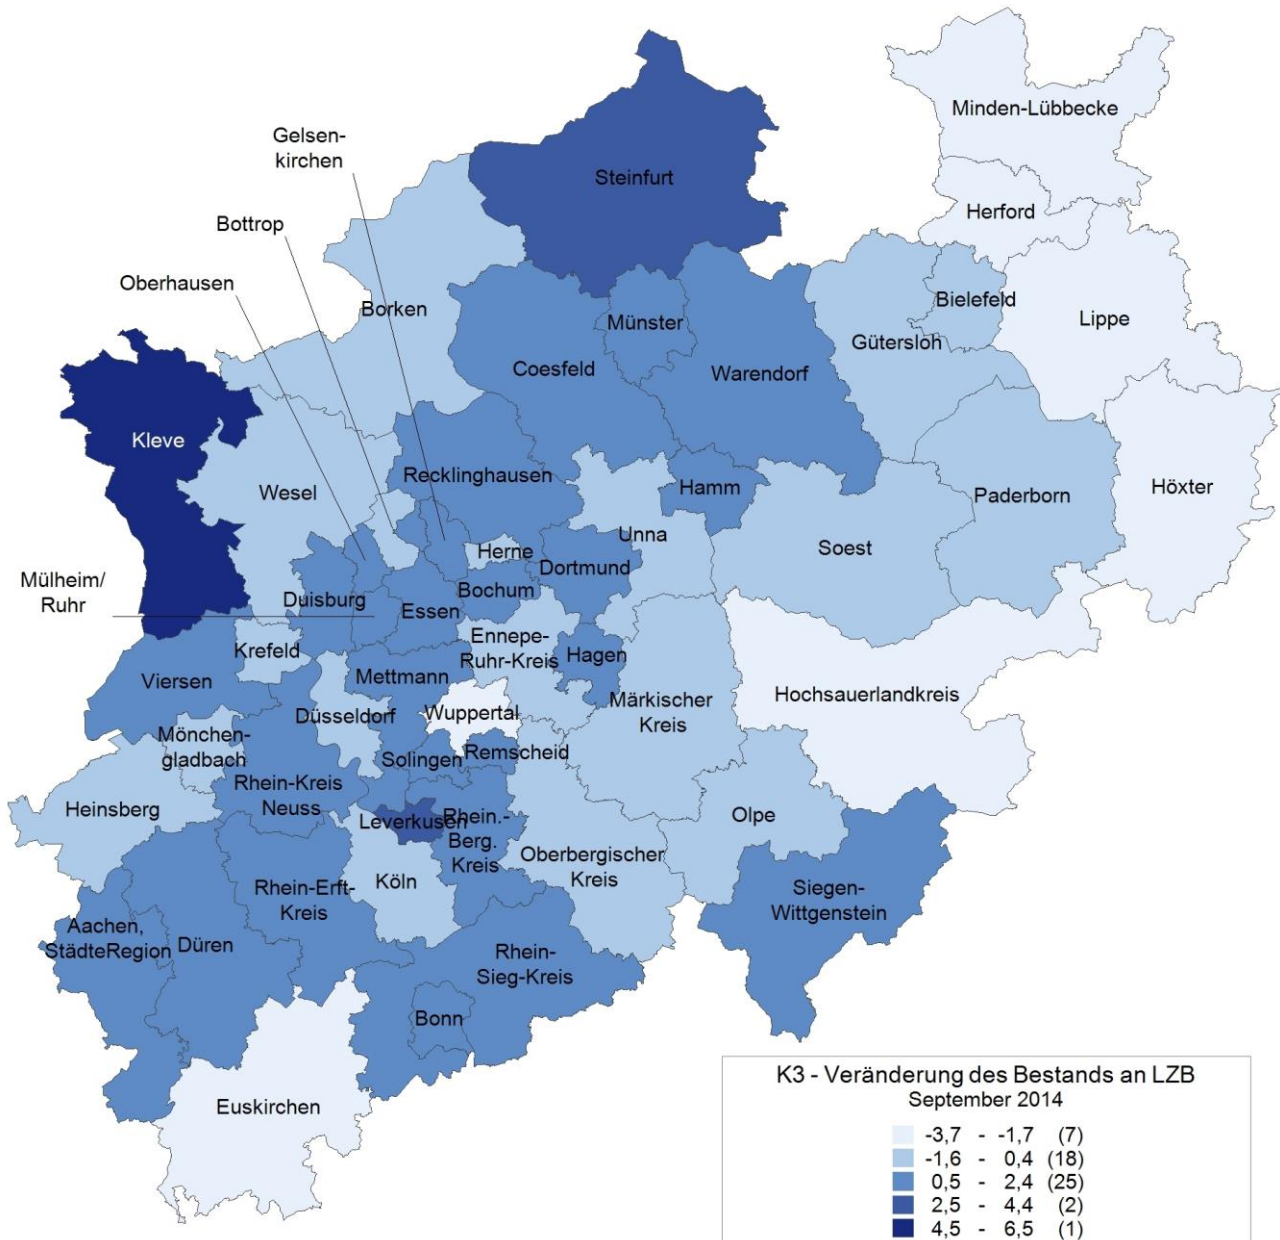 Minden-Lübbecke
Gelsen-
kirchen
Steinfurt
Herford
Bottrop
Oberhausen
Borken
Münster
Bielefeld
Lippe
Gütersloh
Coesfeld
Warendorf
Kleve
Recklinghausen
Hamm
Wesel
Paderborn
Höxter
Unna
Soest
Herne
Dortmund
Mülheim/
Ruhr
Duisburg
Essen
Bochum
Krefeld
Ennepe-
Ruhr-Kreis
Hagen
Viersen
Mettmann
Hochsauerlandkreis
Märkischer
Kreis
Düsseldorf
Wuppertal
Mönchen-
gladbach
Solingen
Remscheid
Rhein-Kreis
Neuss
Heinsberg
Leverkusen
Rhein.-
Berg.
Kreis
Olpe
Oberbergischer
Kreis
Köln
Rhein-Erft-
Kreis
Siegen-
Wittgenstein
Aachen,
StädteRegion
Düren
Rhein-
Sieg-Kreis
Bonn
Euskirchen
K3 - Veränderung des Bestands an LZB
September 2014
-3,7 - -1,7 (7)
-1,6 - 0,4 (18)
0,5 - 2,4 (25)
2,5 - 4,4 (2)
4,5 - 6,5 (1)